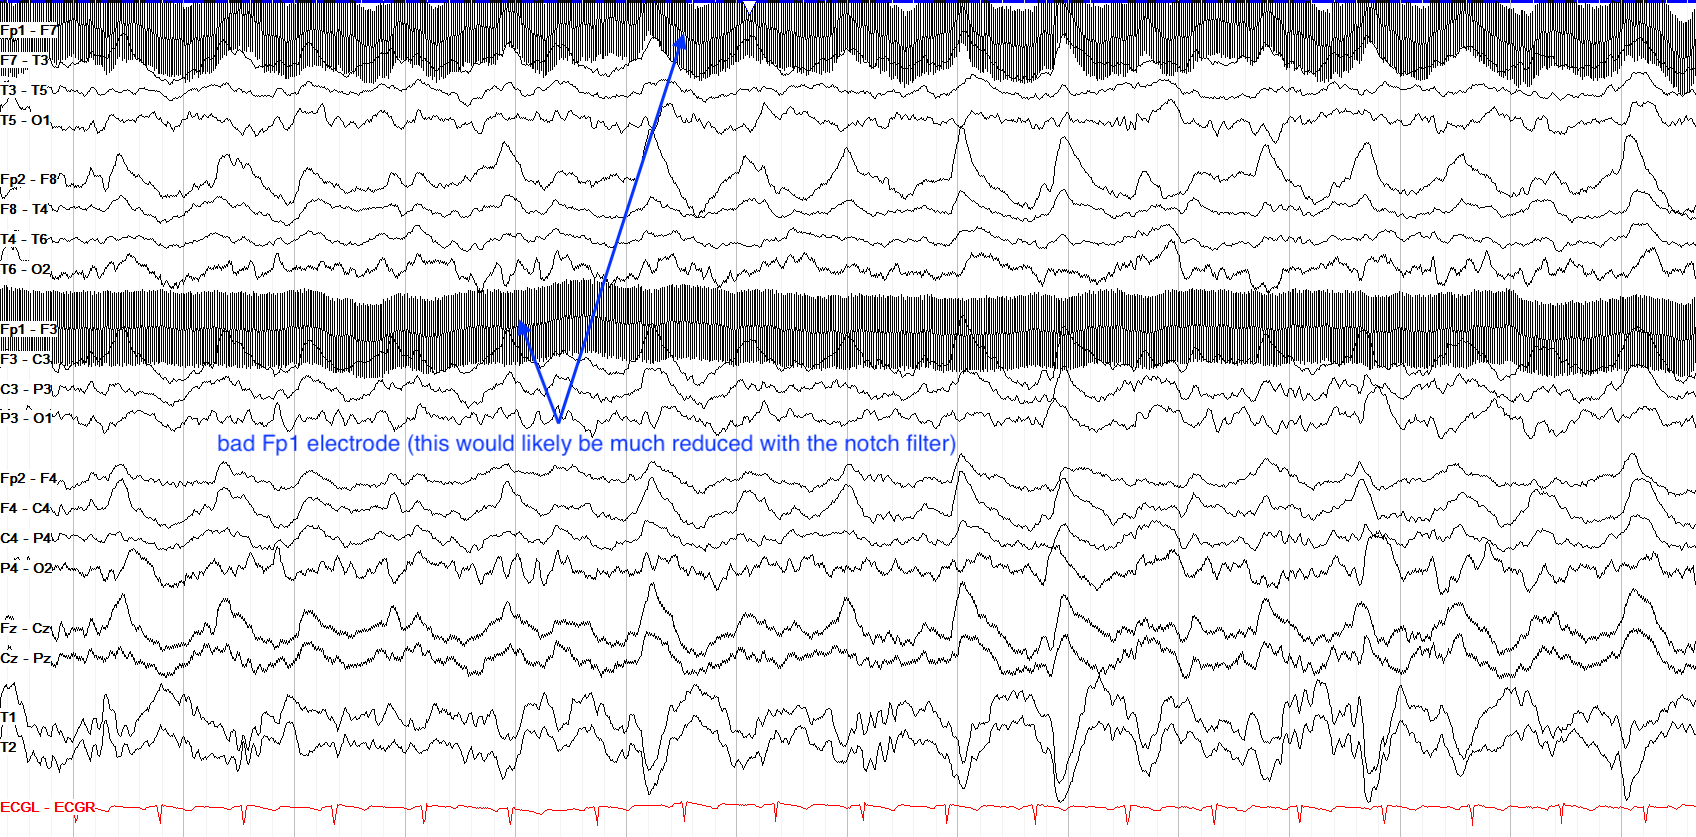 Fp1 - F7
F7 - T3
T3 - T5
T5 - O1
Fp2 - F8
F8 - T4
T4 - T6
T6 - O2
Fp1 - F3
F3 - C3
C3 - P3
P3 - O1
bad Fp1 electrode (this would likely be much reduced with the notch filter)
Fp2 - F4
F4 - C4
C4 - P4
P4 - O2
Fz - Cz
Cz - Pz
T1
T2
ECGL - ECGR